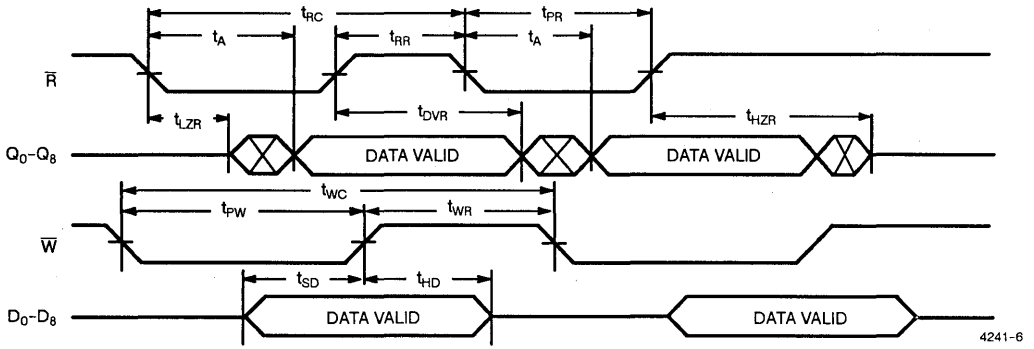 tRC
tPR
tA
tRR
tA
R
tLZR
tDVR
tHZR
Q0–Q8
DATA VALID
DATA VALID
tWC
tPW
tWR
W
tSD
tHD
D0–D8
DATA VALID
DATA VALID
4241-6